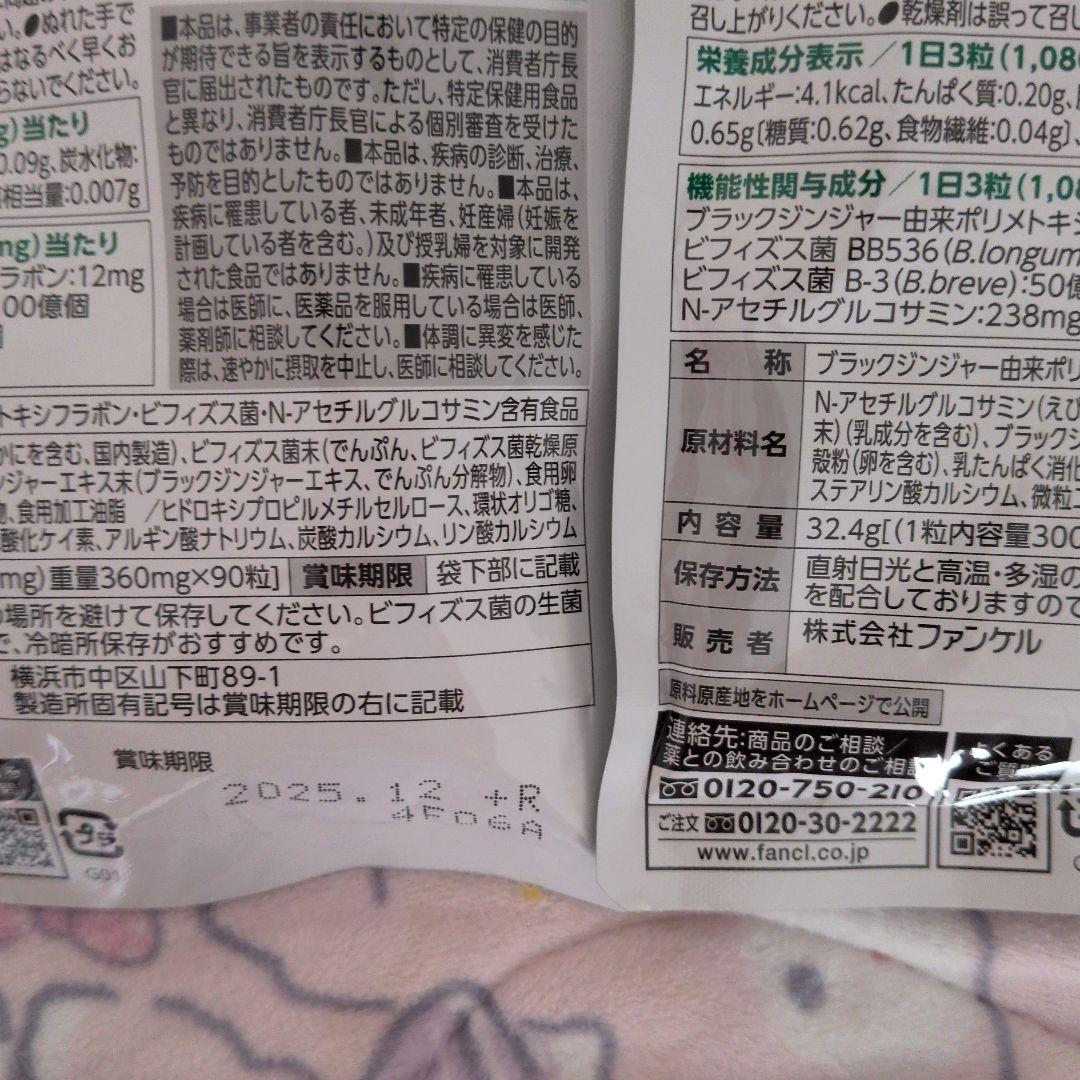 い。●ぬれた手で
はなるべく早くお
らないでください。
g)当たり
0.09g、炭水化物:
相当量:0.007g
mg)当たり
ラボン:12mg
00億個
■本品は、事業者の責任において特定の保健の目的
が期待できる旨を表示するものとして、消費者庁長
官に届出されたものです。ただし、特定保健用食品
と異なり、消費者庁長官による個別審査を受けた
ものではありません。■本品は、疾病の診断、治療、
予防を目的としたものではありません。■本品は、
疾病に罹患している者、未成年者、妊産婦(妊娠を
計画している者を含む。)及び授乳婦を対象に開発
された食品ではありません。■疾病に罹患している
場合は医師に、医薬品を服用している場合は医師、
薬剤師に相談してください。■体調に異変を感じた
際は、速やかに摂取を中止し、医師に相談してください。
トキシフラボン・ビフィズス菌・N-アセチルグルコサミン含有食品
かにを含む、国内製造)、ビフィズス菌末(でんぷん、ビフィズス菌乾燥原
ンジャーエキス末(ブラックジンジャーエキス、でんぷん分解物)、食用卵
物、食用加工油脂 /ヒドロキシプロピルメチルセルロース、環状オリゴ糖、
酸化ケイ素、アルギン酸ナトリウム、炭酸カルシウム、リン酸カルシウム
mg)重量360mg×90粒] 賞味期限 袋下部に記載
の場所を避けて保存してください。ビフィズス菌の生菌
で、冷暗所保存がおすすめです。
横浜市中区山下町89-1
製造所固有記号は賞味期限の右に記載
賞味期限
2025.12 +R
4F06A
プラ
G01
召し上がりください。●乾燥剤は誤って召し
栄養成分表示/1日3粒(1,080
エネルギー:4.1kcal、たんぱく質:0.20g、
0.65g〔糖質:0.62g、食物繊維:0.04g〕、
機能性関与成分/1日3粒(1,08
ブラックジンジャー由来ポリメトキシ
ビフィズス菌 BB536(B.longum
ビフィズス菌 B-3(B.breve):50億
N-アセチルグルコサミン:238mg
名称 ブラックジンジャー由来ポリ
原材料名 N-アセチルグルコサミン(えび
末)(乳成分を含む)、ブラックジ
殻粉(卵を含む)、乳たんぱく消化
ステアリン酸カルシウム、微粒二
内容量 32.4g[(1粒内容量300
保存方法 直射日光と高温・多湿の
を配合しておりますので
販売者 株式会社ファンケル
原料原産地をホームページで公開
連絡先:商品のご相談/
薬との飲み合わせのご相談
0120-750-210
ご注文 0120-30-2222
www.fancl.co.jp
よくある
ご質問